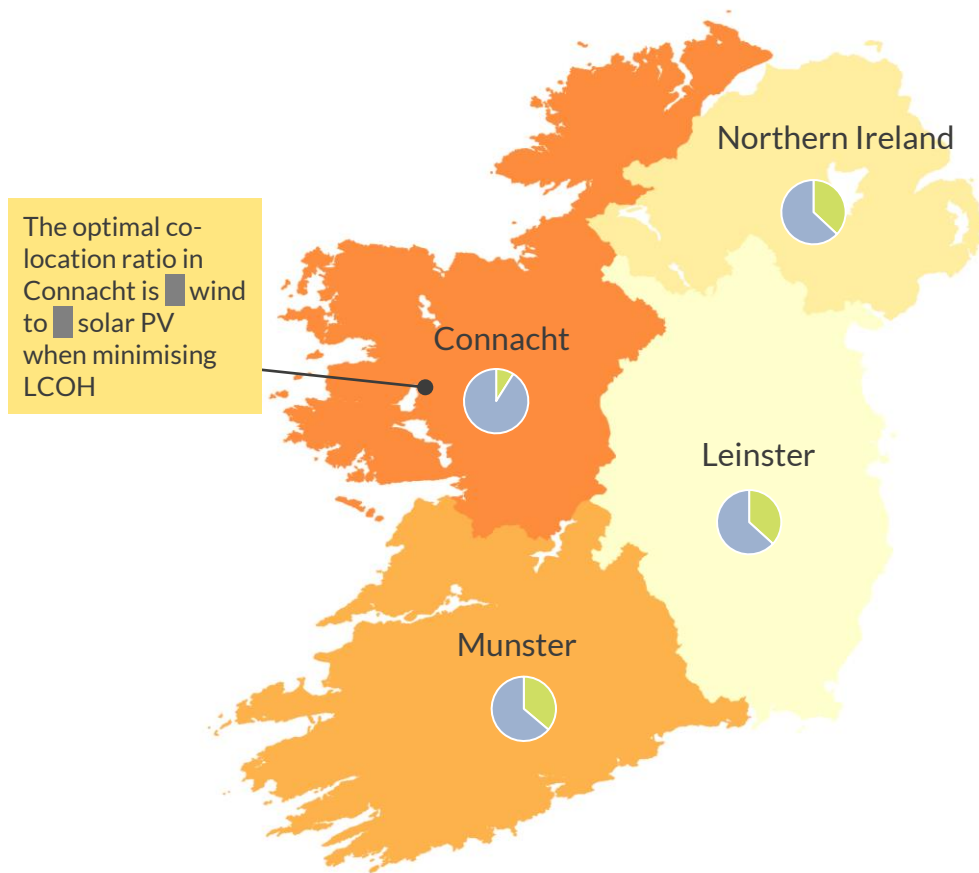 Northern Ireland
The optimal co-
location ratio in
Connacht is wind
to solar PV
when minimising
LCOH
Connacht
Leinster
Munster